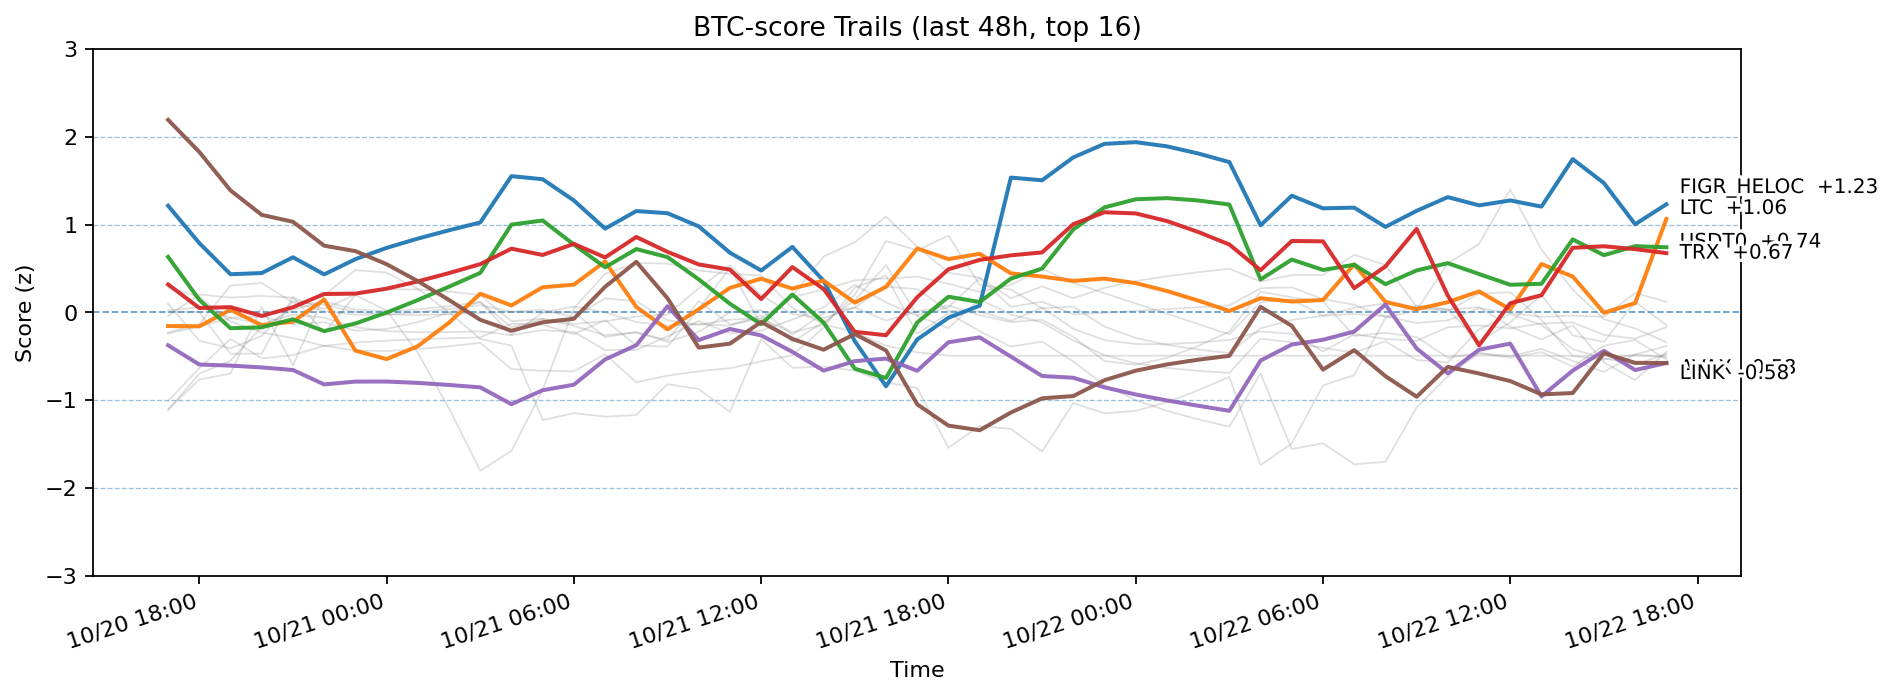 BTC-score Trails (last 48h, top 16)
Score (z)
3
2
1
0
−1
−2
−3
FIGR_HELOC +1.23
LTC +1.06
USDT0 +0.74
TRX +0.67
LINK -0.58
10/20 18:00
10/21 00:00
10/21 06:00
10/21 12:00
10/21 18:00
10/22 00:00
10/22 06:00
10/22 12:00
10/22 18:00
Time